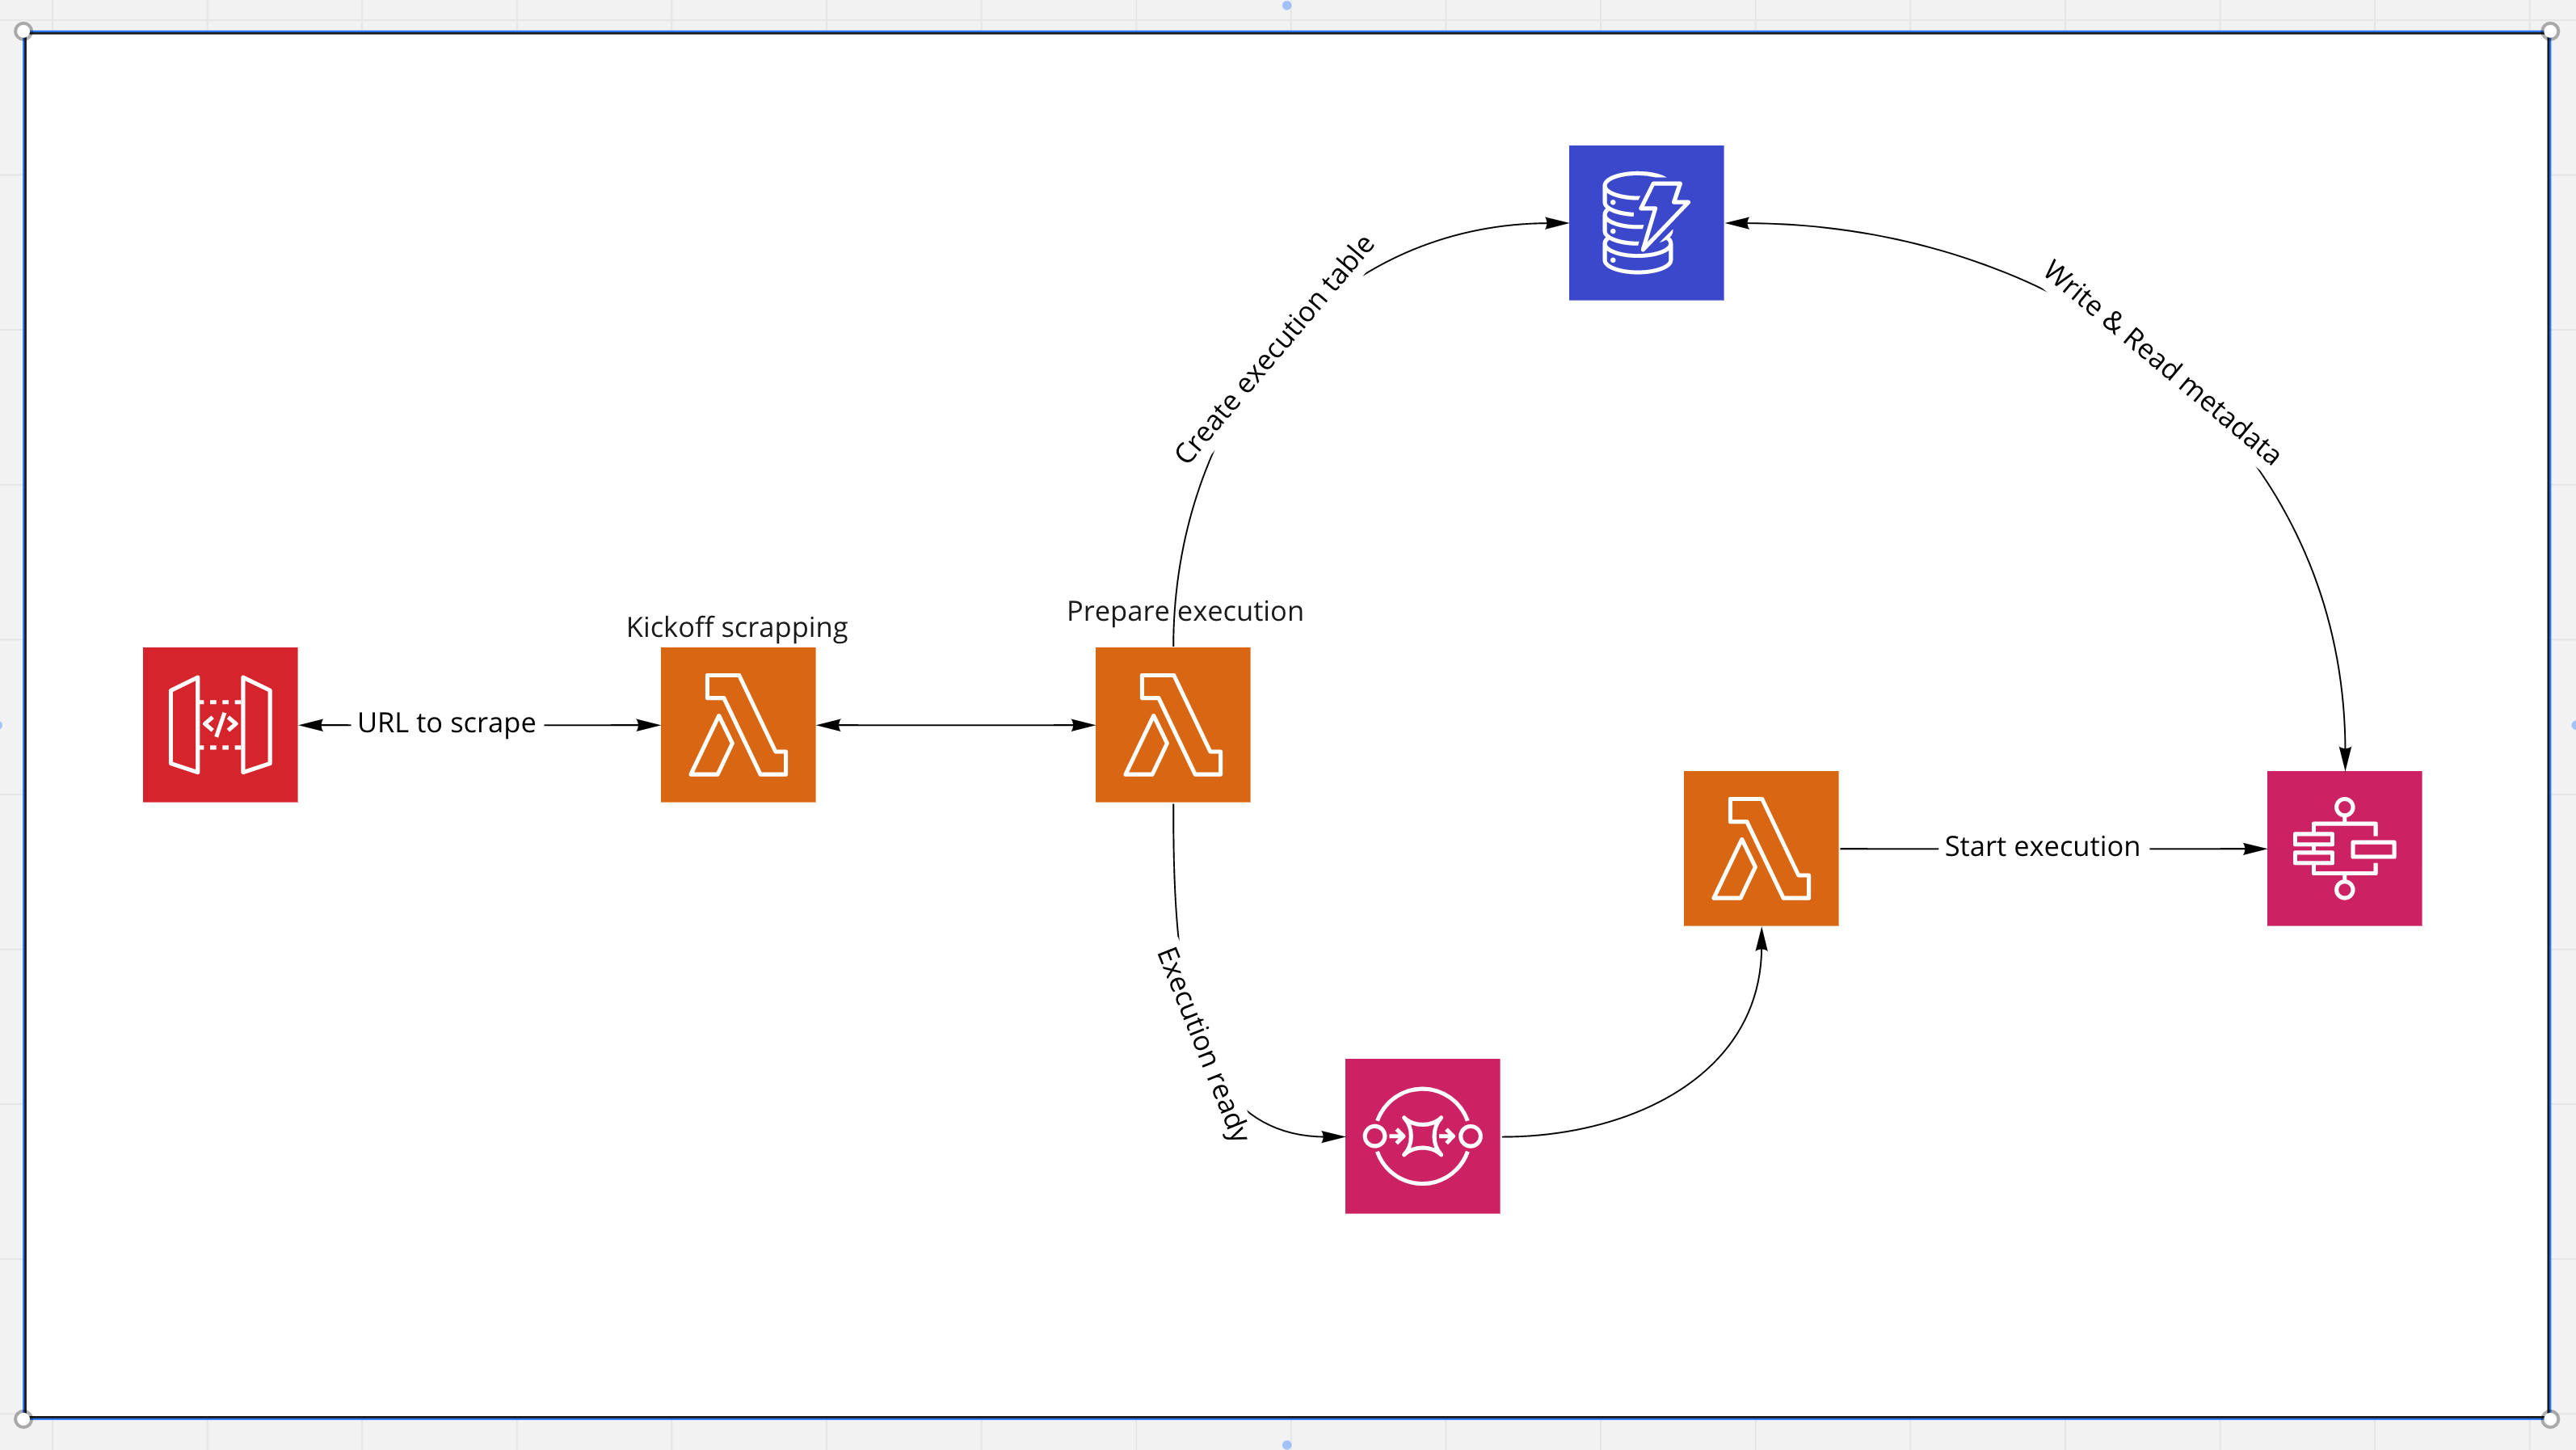 Create execution table
Write & Read metadata
Kickoff scrapping
Prepare execution
URL to scrape
Start execution
Execution ready